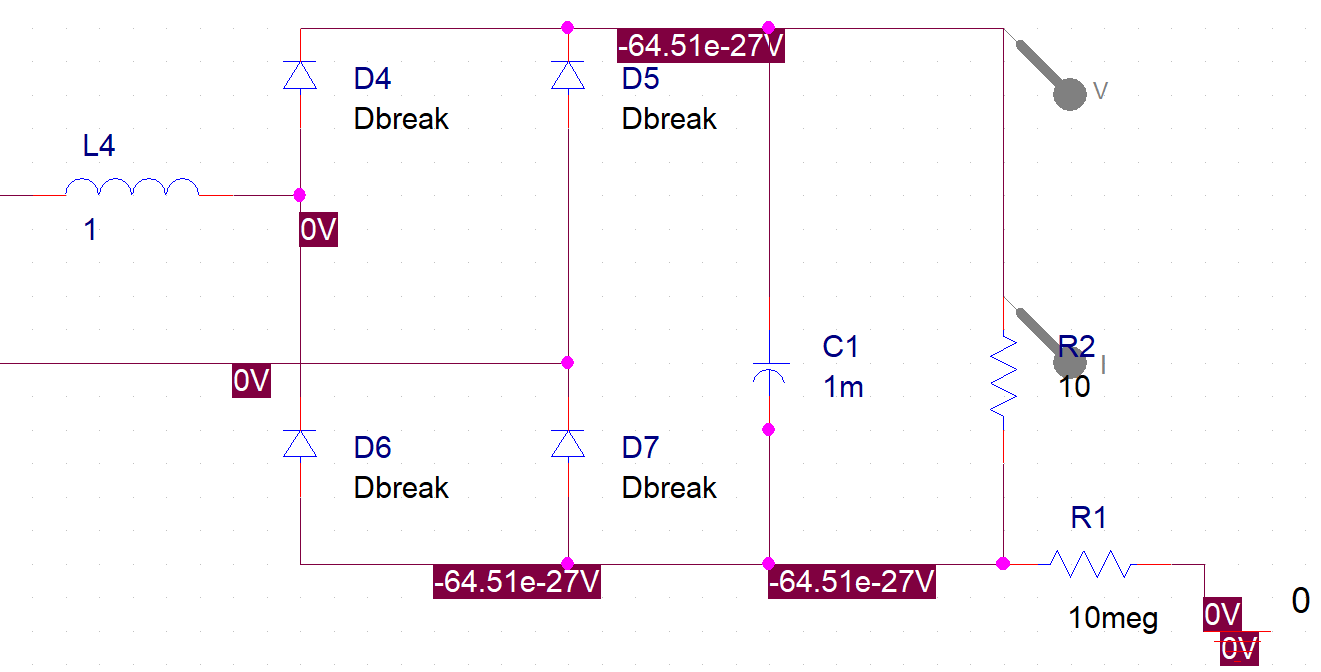 -64.51e-27V
D4
D5
V
Dbreak
Dbreak
L4
1
0V
C1
R2
I
0V
1m
10
D6
D7
Dbreak
Dbreak
R1
-64.51e-27V
-64.51e-27V
0V
0
10meg
0V